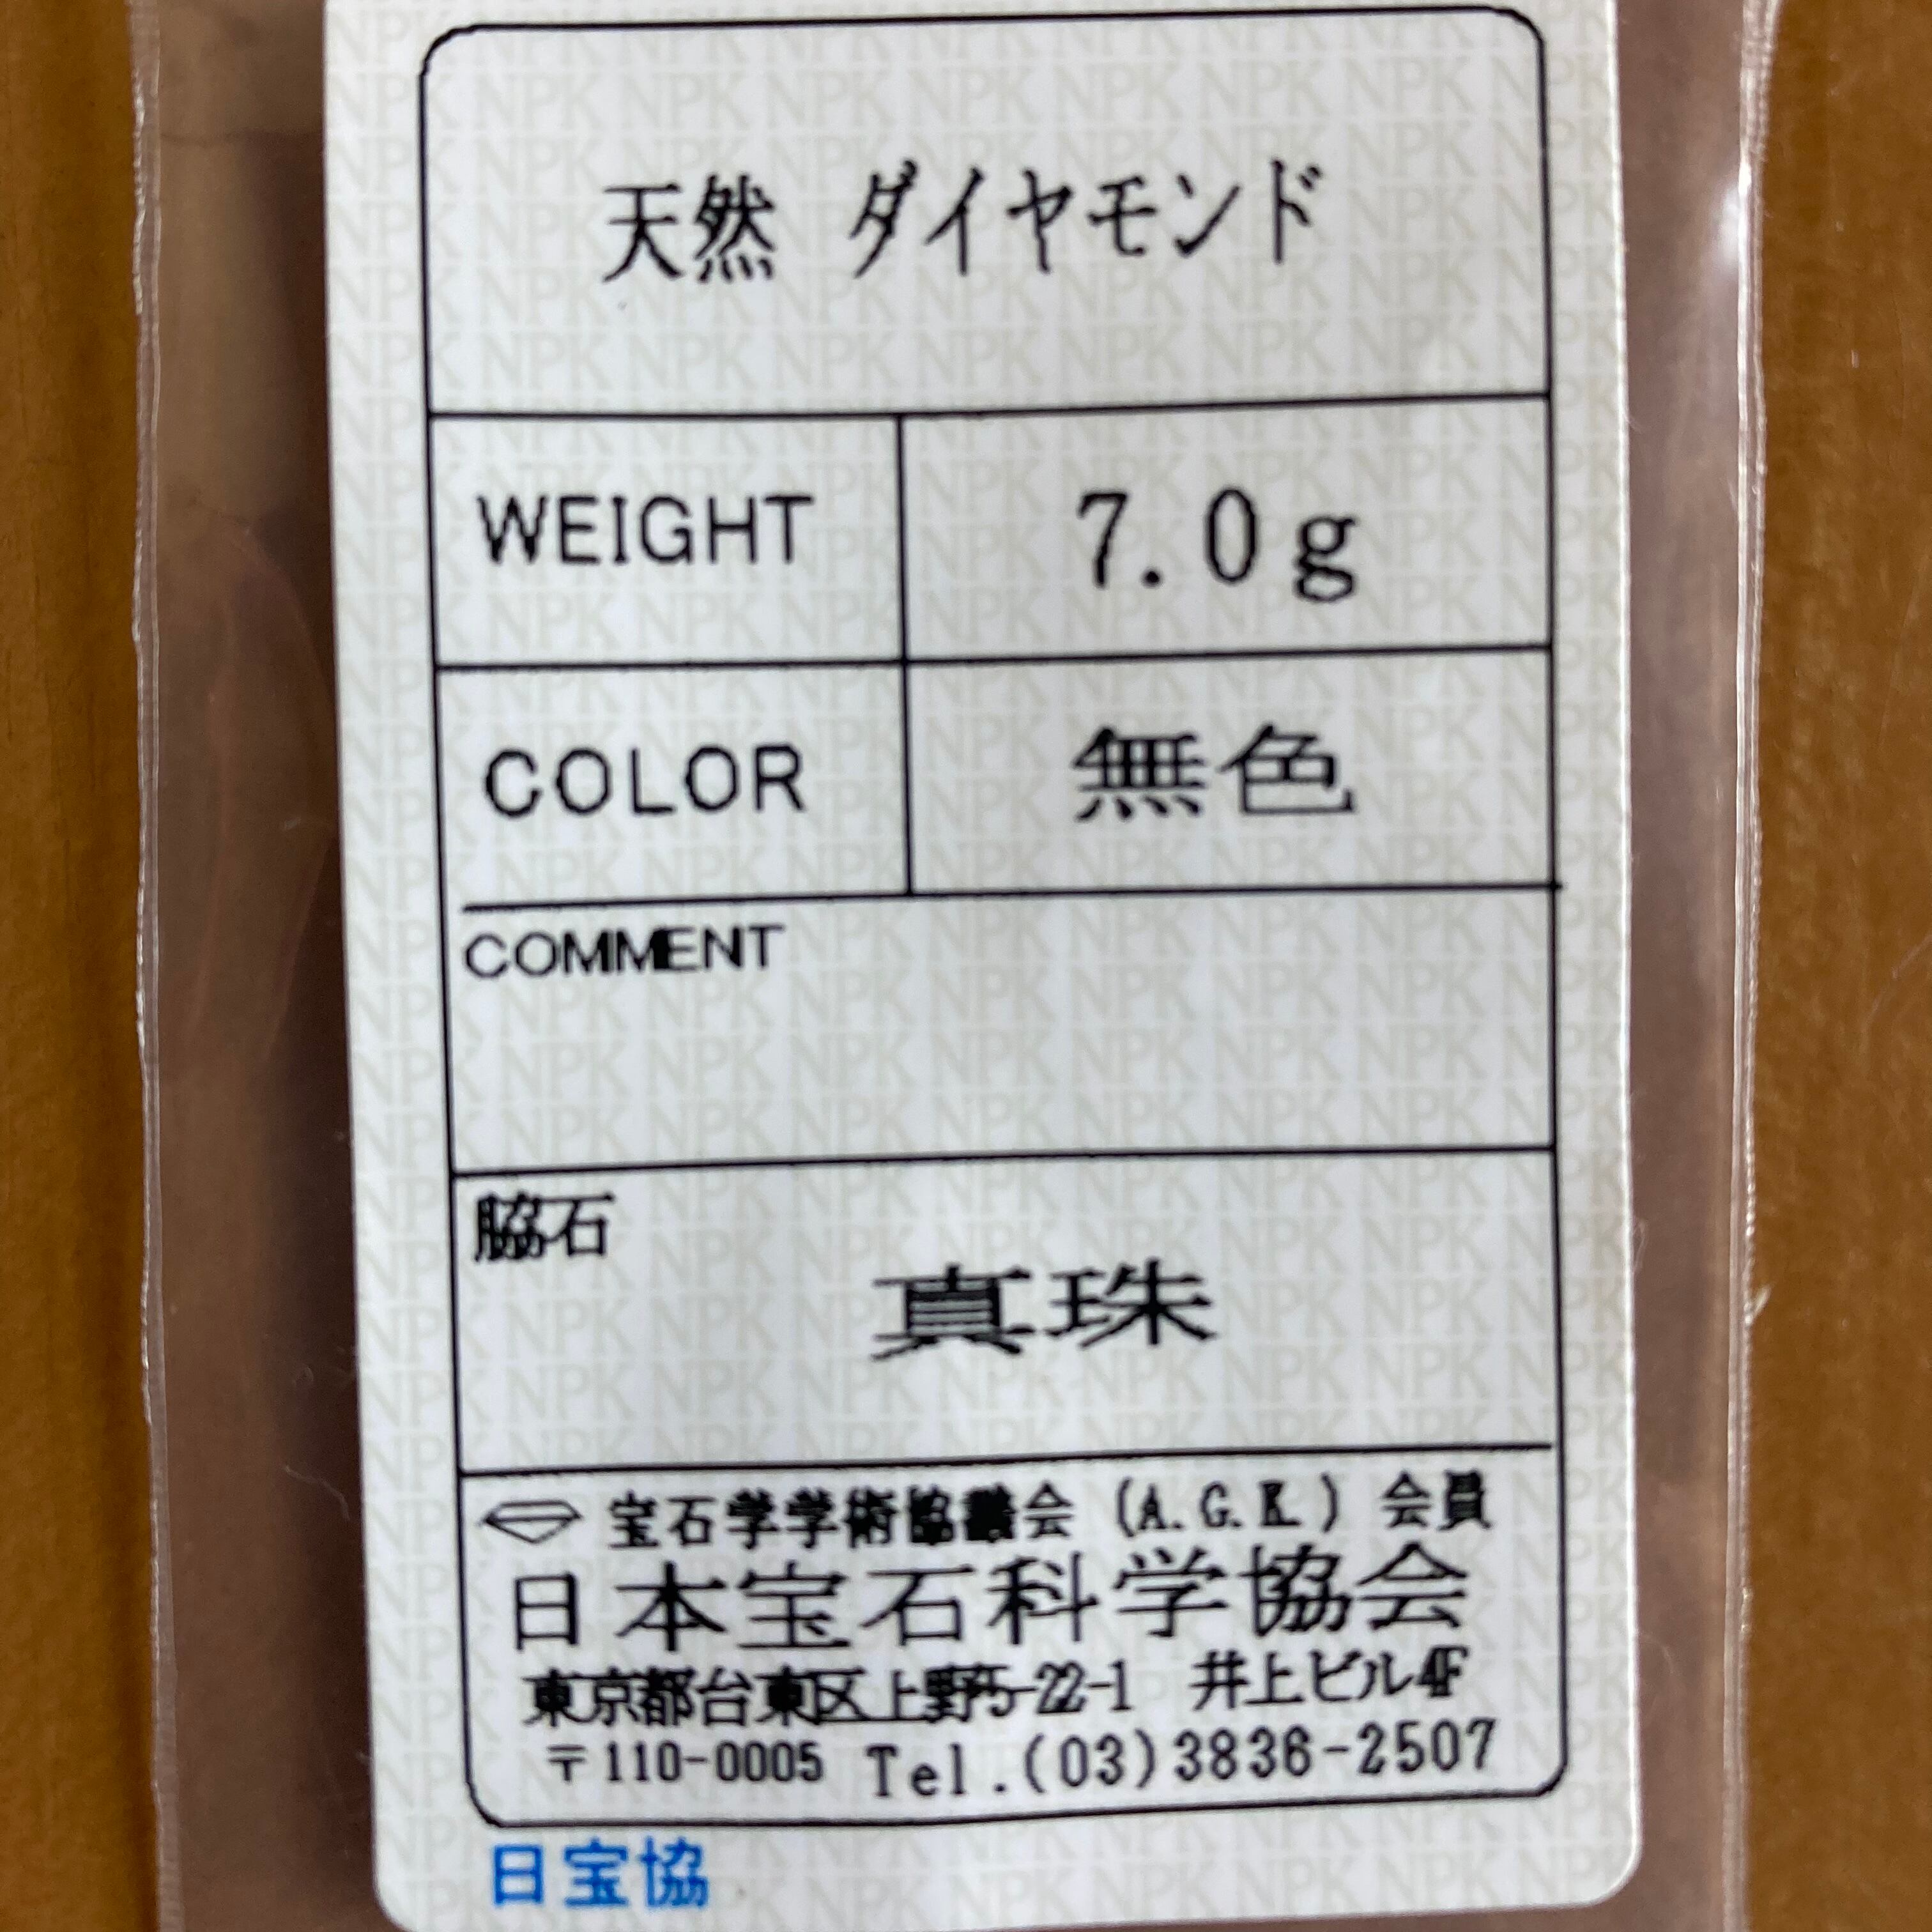 天然 ダイヤモンド
WEIGHT 7.0g
COLOR 無色
COMMENT
脇石
真珠
宝石学学術協議会 (A.G.K.) 会員
日本宝石科学協会
東京都台東区上野5-22-1 井上ビル4F
〒110-0005 Tel.(03)3836-2507
日宝協